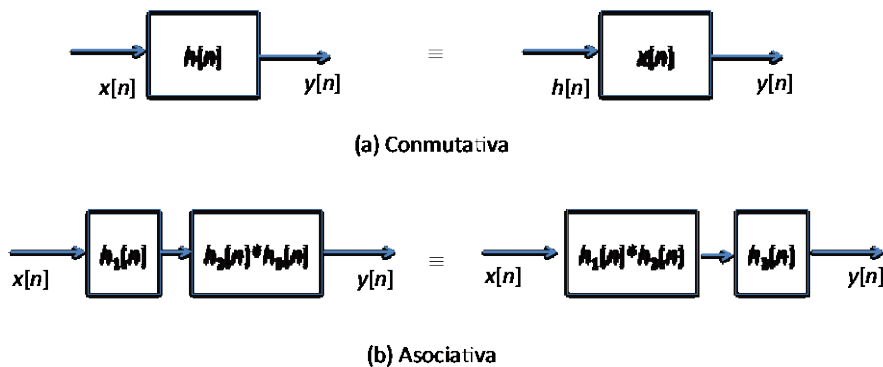 h[n]
x[n]
y[n]
≡
x[n]
h[n]
y[n]
(a) Conmutativa
h₁[n]
h₂[n]*h₃[n]
x[n]
y[n]
≡
h₁[n]*h₂[n]
h₃[n]
x[n]
y[n]
(b) Asociativa